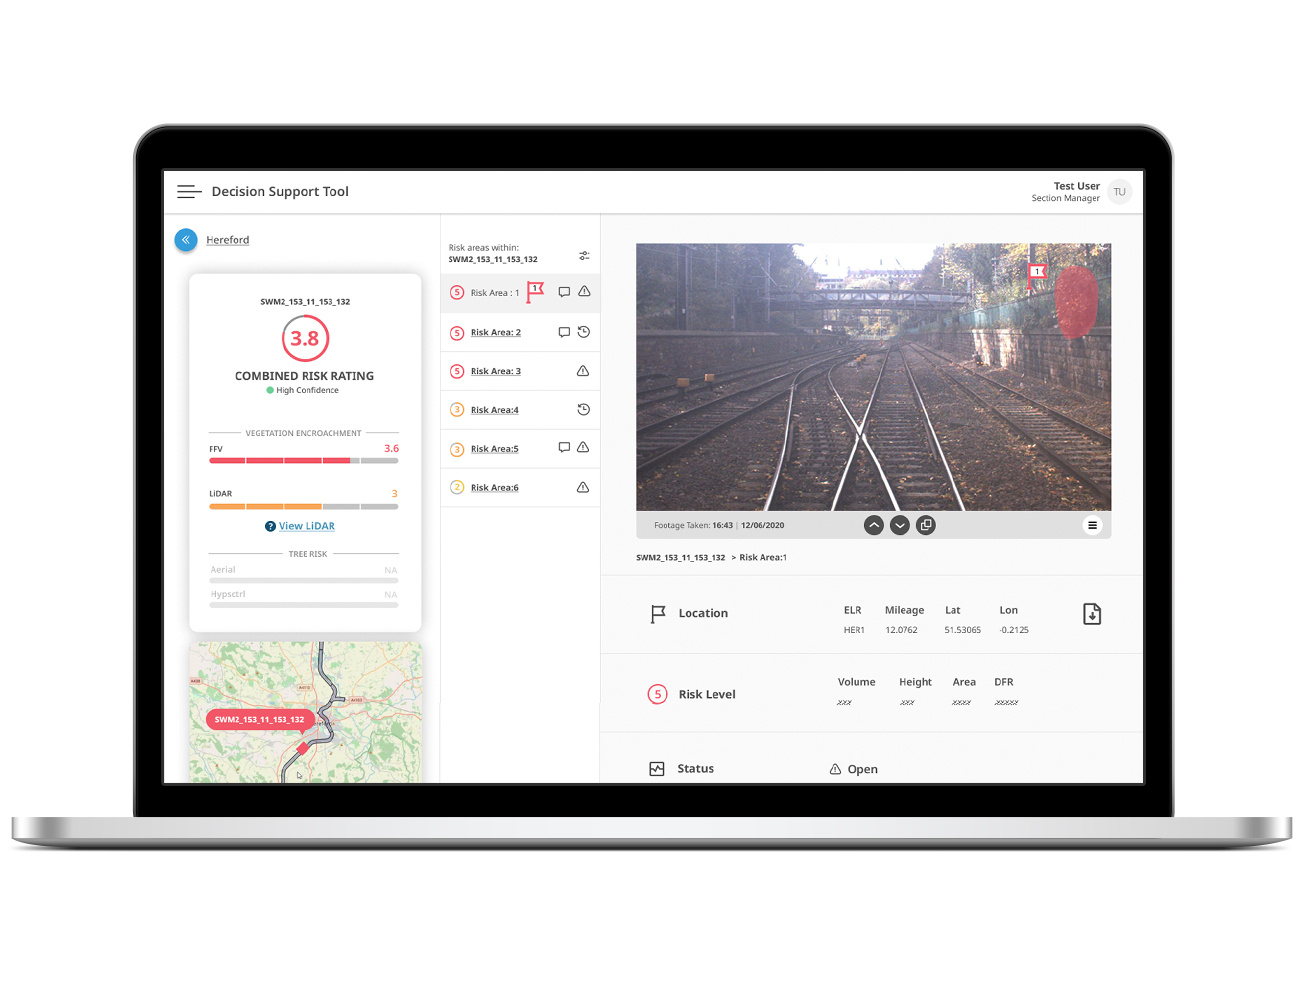 Decision Support Tool
Test User
Section Manager
TU
Hereford
SWM2_153_11_153_132
3.8
COMBINED RISK RATING
High Confidence
VEGETATION ENCROACHMENT
FFV 3.6
LiDAR 3
? View LiDAR
TREE RISK
Aerial NA
Hypsctrl NA
SWM2_153_11_153_132
Risk areas within:
SWM2_153_11_153_132
5 Risk Area : 1 1
5 Risk Area: 2
5 Risk Area: 3
3 Risk Area:4
3 Risk Area:5
2 Risk Area:6
1
Footage Taken: 16:43 | 12/06/2020
SWM2_153_11_153_132 > Risk Area:1
Location
ELR Mileage Lat Lon
HER1 12.0762 51.53065 -0.2125
5 Risk Level
Volume Height Area DFR
xxx xxx xxxx xxxxx
Status
Open